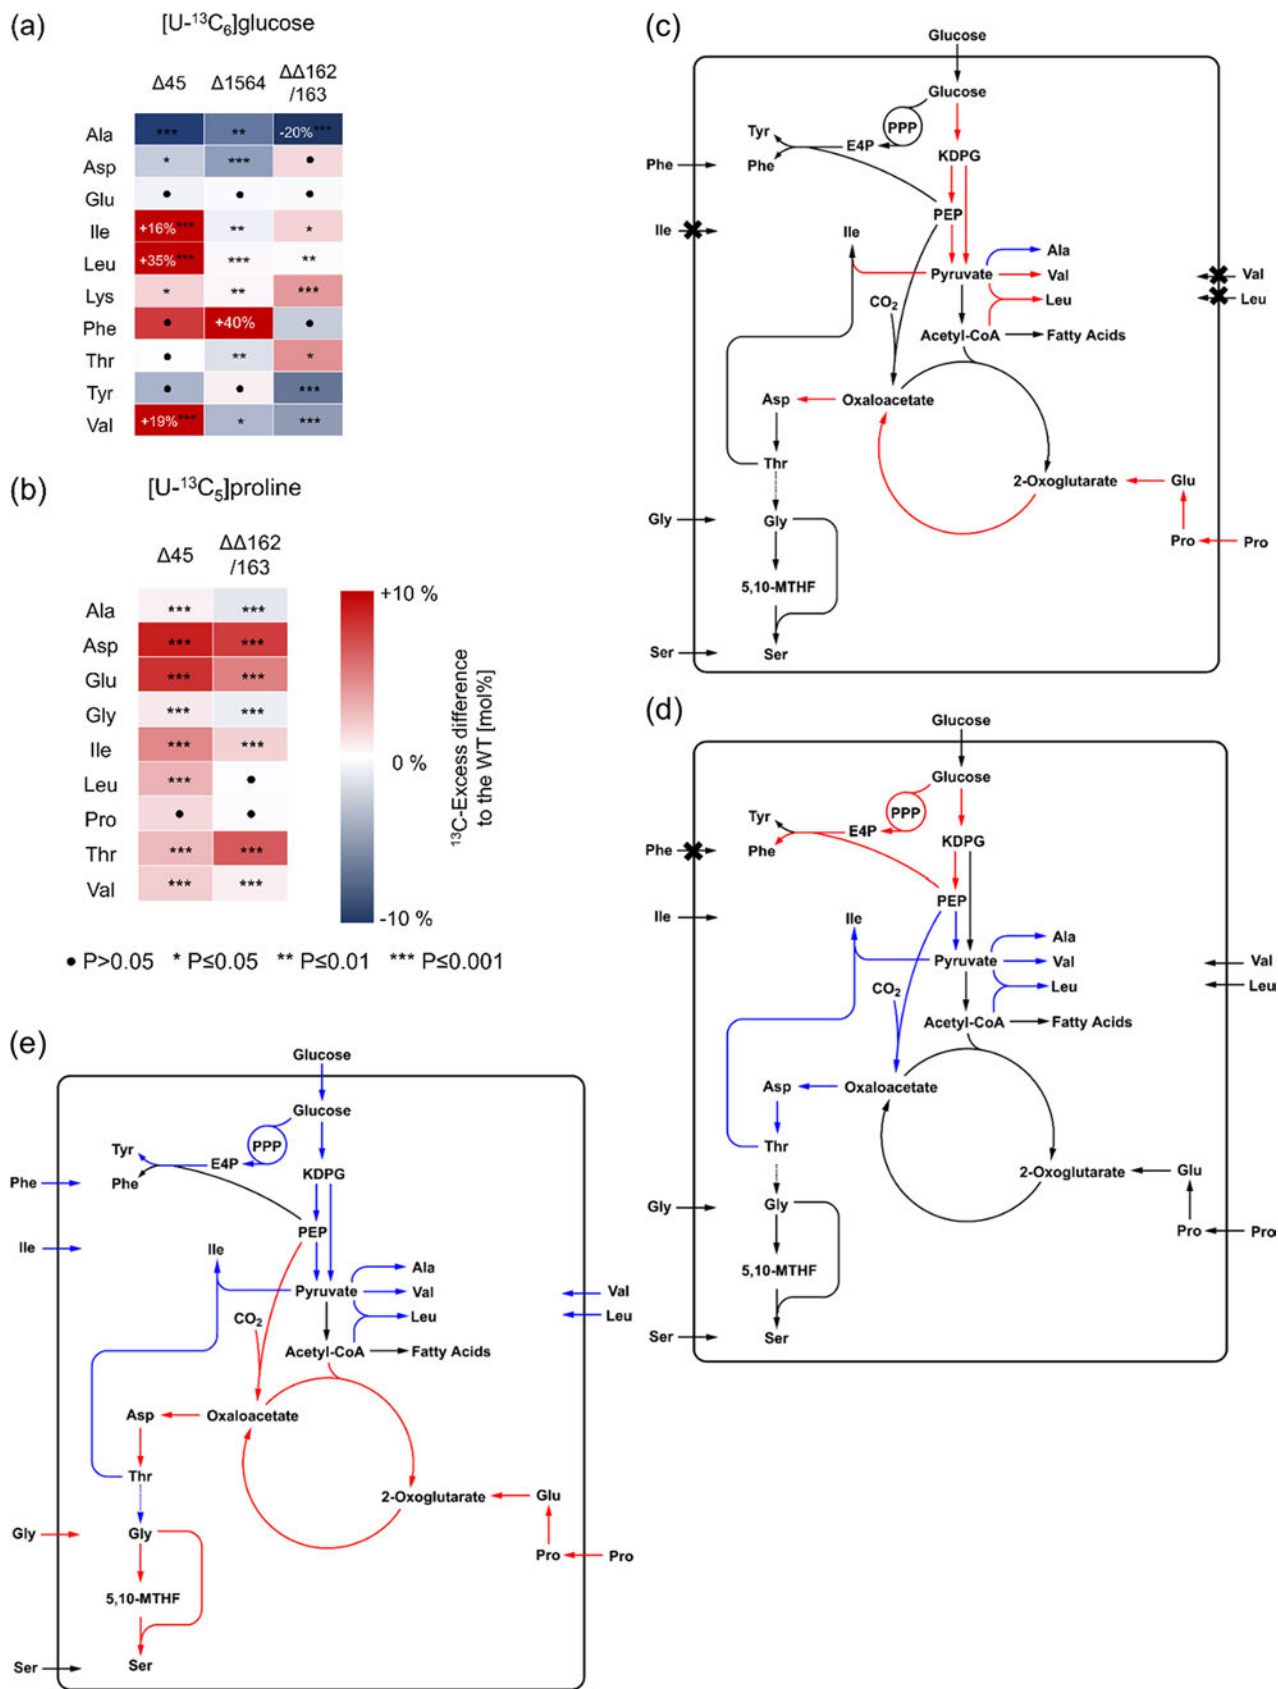 (a)
[U-¹³C₆]glucose
Δ45 Δ1564 ΔΔ162
/163
Ala *** ** -20%***
Asp * *** ●
Glu ● ● ●
Ile +16%*** ** *
Leu +35%*** *** **
Lys * ** ***
Phe ● +40% ●
Thr ● ** *
Tyr ● ● ***
Val +19%*** * ***
(b)
[U-¹³C₅]proline
Δ45 ΔΔ162
/163
Ala *** ***
Asp *** ***
Glu *** ***
Gly *** ***
Ile *** ***
Leu *** ●
Pro ● ●
Thr *** ***
Val *** ***
+10 %
0 %
-10 %
¹³C-Excess difference
to the WT [mol%]
● P>0.05 * P≤0.05 ** P≤0.01 *** P≤0.001
(c)
Glucose
Glucose
PPP
Tyr
E4P
KDPG
Phe
Phe
PEP
Ile
Ile
Ala
Pyruvate
Val
Val
Leu
Leu
CO₂
Acetyl-CoA
Fatty Acids
Asp
Oxaloacetate
Thr
2-Oxoglutarate
Glu
Gly
Gly
Pro
Pro
5,10-MTHF
Ser
Ser
(d)
Glucose
Glucose
PPP
Tyr
E4P
KDPG
Phe
Phe
PEP
Ile
Ile
Ala
Pyruvate
Val
Val
Leu
Leu
CO₂
Acetyl-CoA
Fatty Acids
Asp
Oxaloacetate
Thr
2-Oxoglutarate
Glu
Gly
Gly
Pro
Pro
5,10-MTHF
Ser
Ser
(e)
Glucose
Glucose
PPP
Tyr
E4P
KDPG
Phe
Phe
PEP
Ile
Ile
Ala
Pyruvate
Val
Val
Leu
Leu
CO₂
Acetyl-CoA
Fatty Acids
Asp
Oxaloacetate
Thr
2-Oxoglutarate
Glu
Gly
Gly
Pro
Pro
5,10-MTHF
Ser
Ser